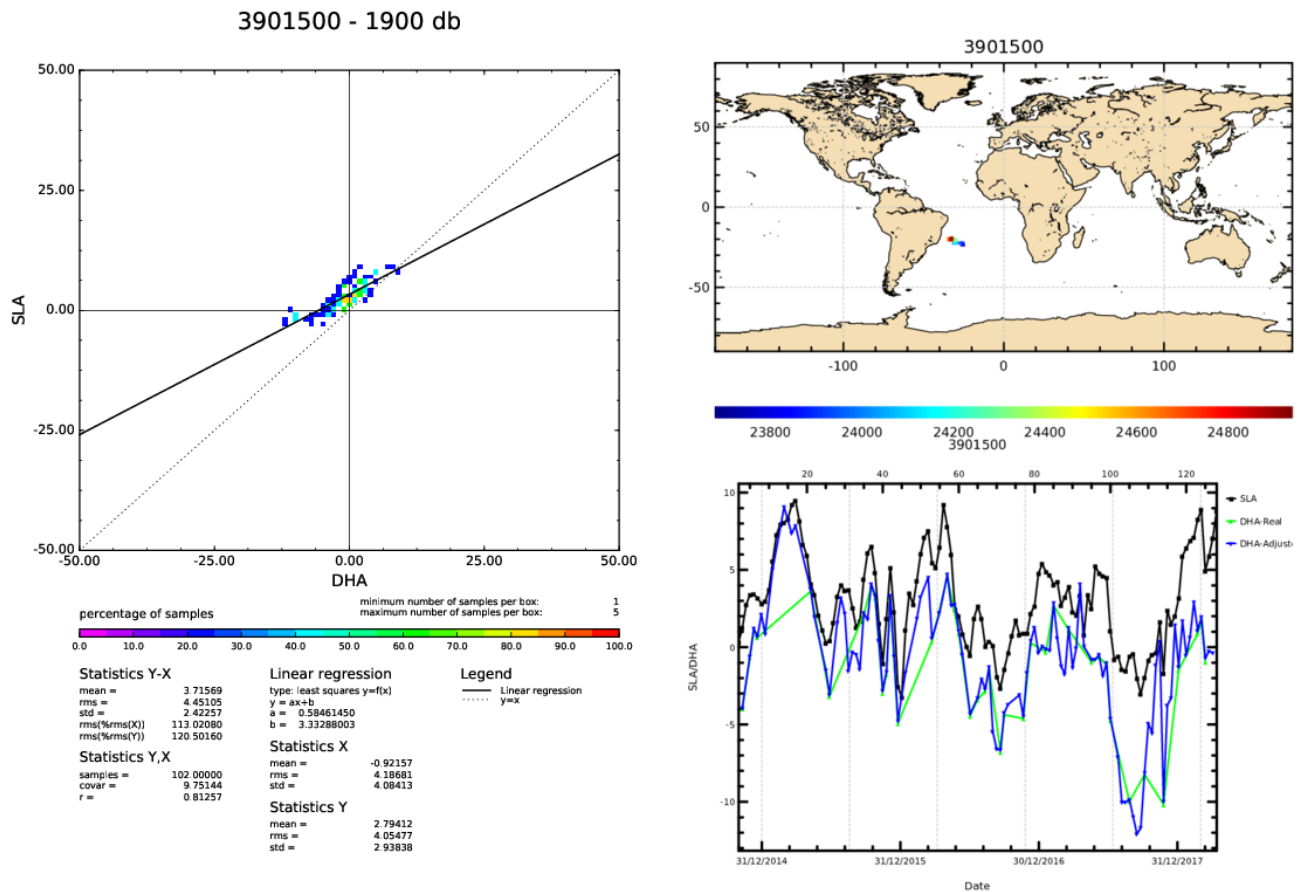 3901500 - 1900 db
50.00
25.00
0.00
-25.00
-50.00
SLA
-50.00 -25.00 0.00 25.00 50.00
DHA
percentage of samples
minimum number of samples per box: 1
maximum number of samples per box: 5
0.0 10.0 20.0 30.0 40.0 50.0 60.0 70.0 80.0 90.0 100.0
Statistics Y-X
mean = 3.71569
rms = 4.45105
std = 2.42257
rms(%rms(X)) 113.02080
rms(%rms(Y)) 120.50160
Statistics Y,X
samples = 102.00000
covar = 9.75144
r = 0.81257
Linear regression
type: least squares y=f(x)
y = ax+b
a = 0.58461450
b = 3.33288003
Statistics X
mean = -0.92157
rms = 4.18681
std = 4.08413
Statistics Y
mean = 2.79412
rms = 4.05477
std = 2.93838
Legend
Linear regression
y=x
3901500
50
0
-50
-100 0 100
23800 24000 24200 24400 24600 24800
3901500
20 40 60 80 100 120
10
5
0
-5
-10
SLA/DHA
31/12/2014 31/12/2015 30/12/2016 31/12/2017
Date
SLA
DHA-Real
DHA-Adjust